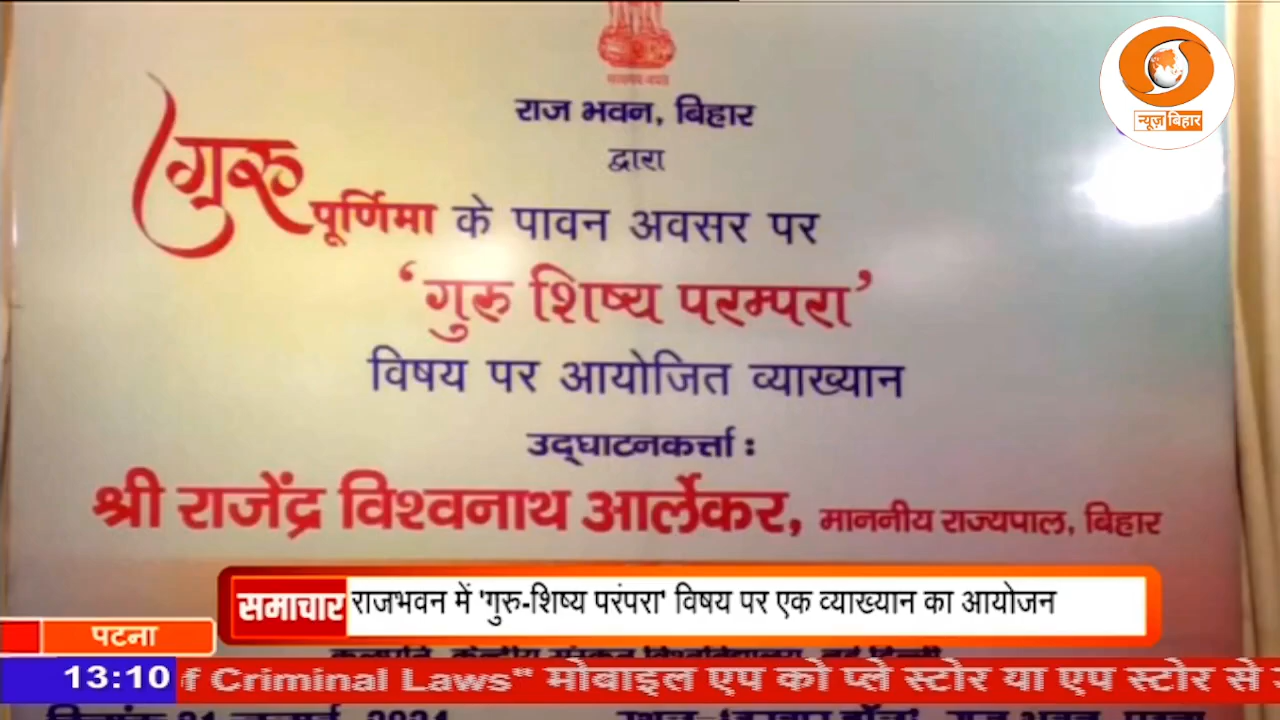 न्यूज़ बिहार
राज भवन, बिहार
द्वारा
गुरु पूर्णिमा के पावन अवसर पर
‘गुरु शिष्य परम्परा’
विषय पर आयोजित व्याख्यान
उद्घाटनकर्त्ता :
श्री राजेंद्र विश्वनाथ आर्लेकर, माननीय राज्यपाल, बिहार
समाचार राजभवन में 'गुरु-शिष्य परंपरा' विषय पर एक व्याख्यान का आयोजन
पटना
13:10 f Criminal Laws" मोबाइल एप को प्ले स्टोर या एप स्टोर से